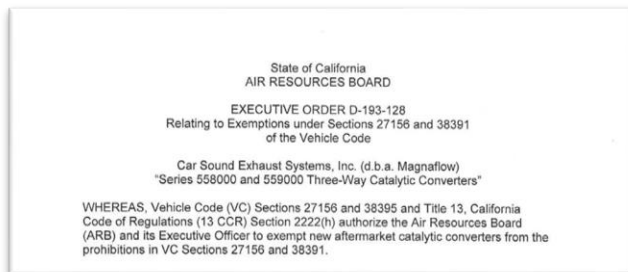 State of California
AIR RESOURCES BOARD
EXECUTIVE ORDER D-193-128
Relating to Exemptions under Sections 27156 and 38391
of the Vehicle Code
Car Sound Exhaust Systems, Inc. (d.b.a. Magnaflow)
"Series 558000 and 559000 Three-Way Catalytic Converters"
WHEREAS, Vehicle Code (VC) Sections 27156 and 38395 and Title 13, California
Code of Regulations (13 CCR) Section 2222(h) authorize the Air Resources Board
(ARB) and its Executive Officer to exempt new aftermarket catalytic converters from the
prohibitions in VC Sections 27156 and 38391.